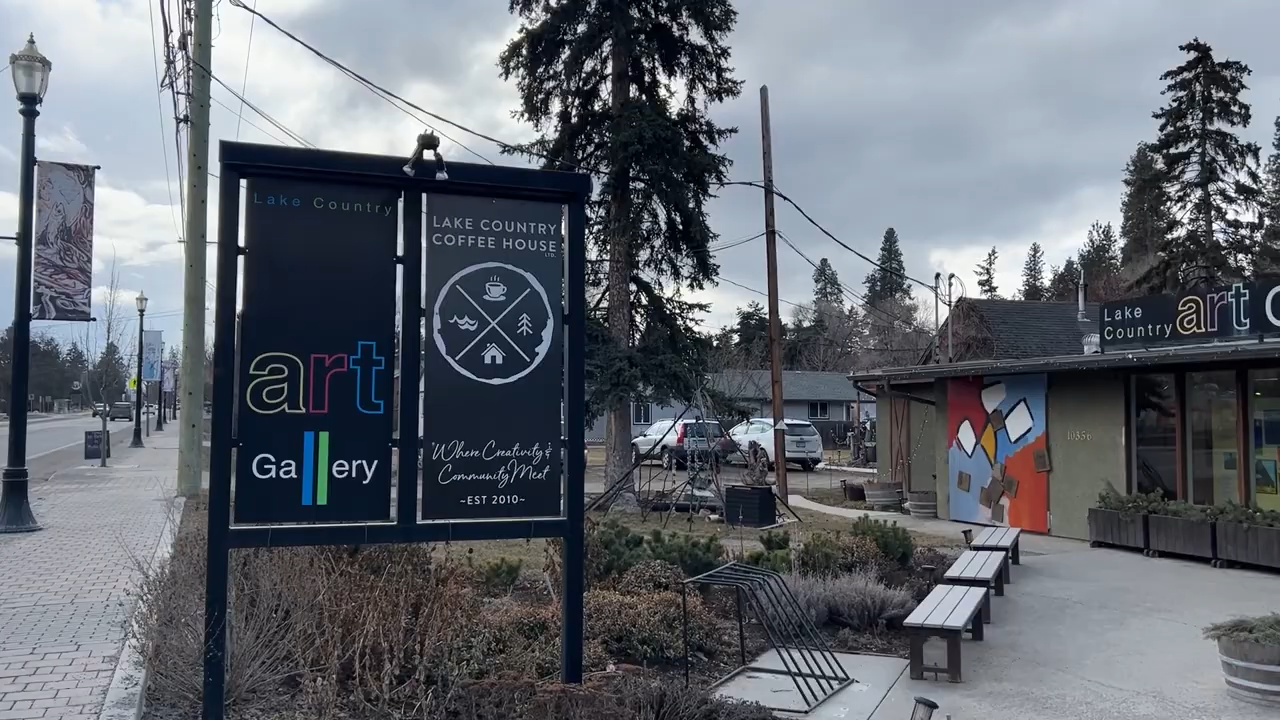 Lake Country
art
Gallery
LAKE COUNTRY
COFFEE HOUSE
LTD.
"Where Creativity &
Community Meet"
~EST 2010~
Lake
Country
art
10356